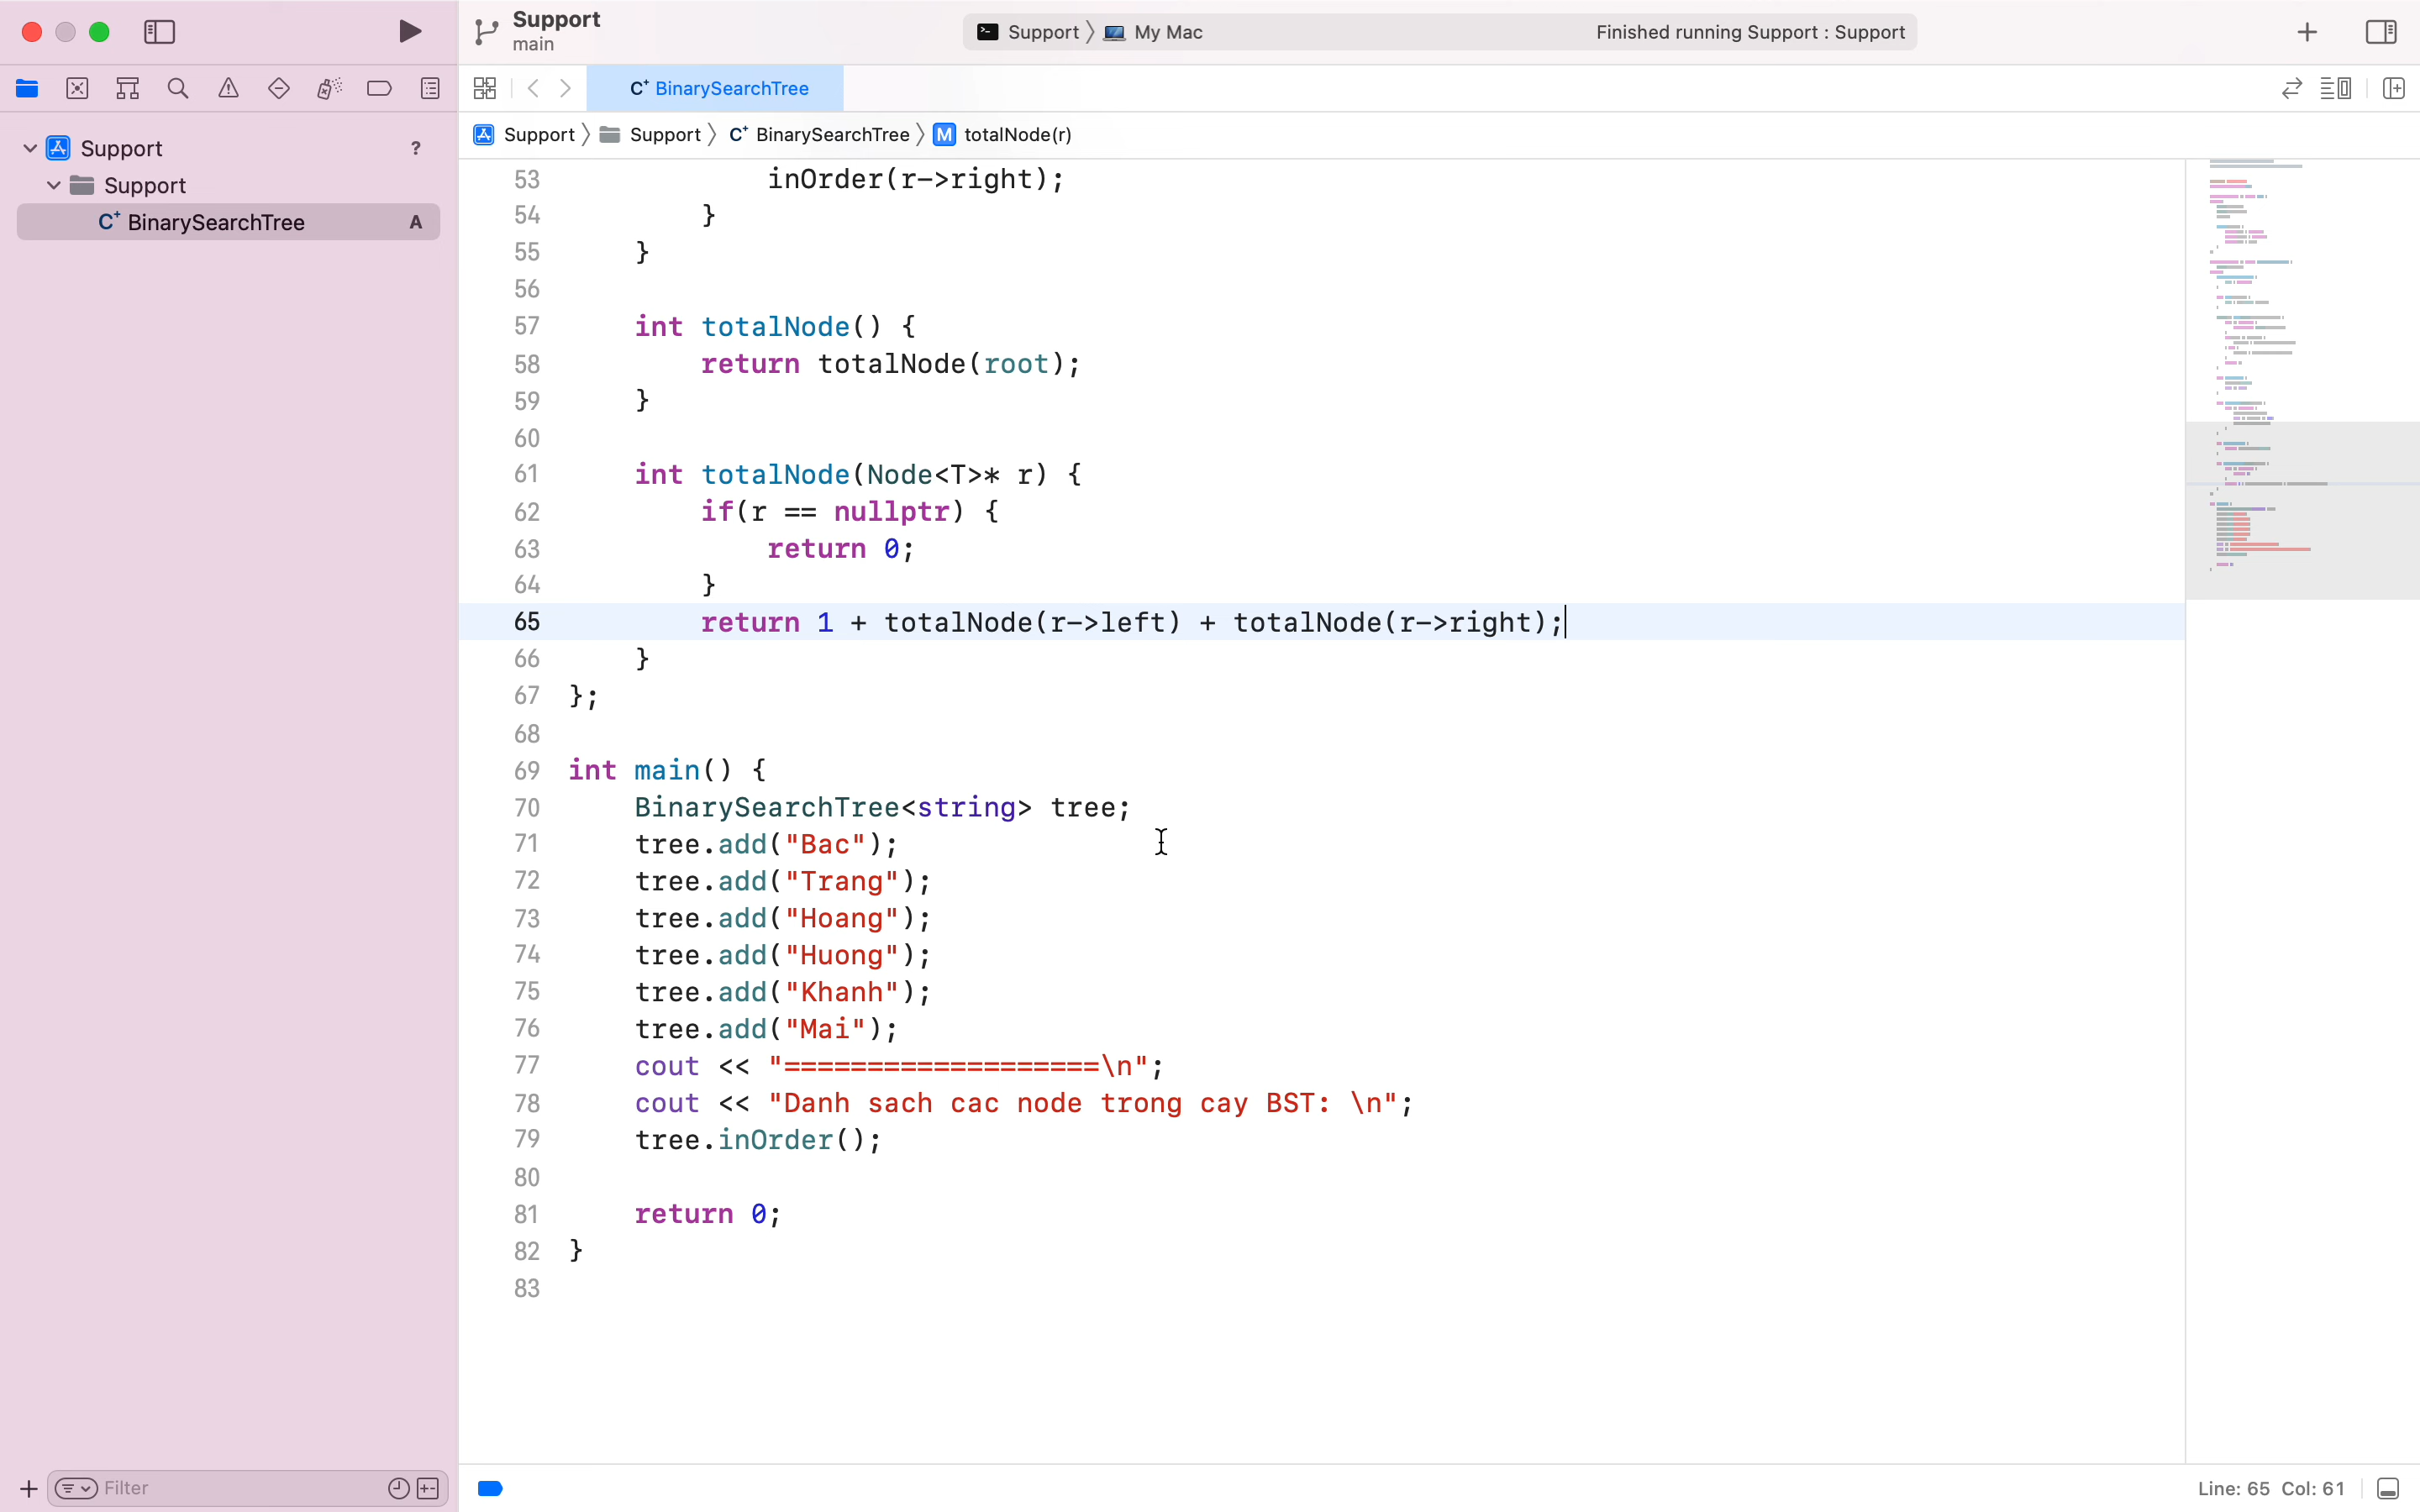 Support
main
Support
My Mac
Finished running Support : Support
C+ BinarySearchTree
Support ?
Support
C+ BinarySearchTree A
Support
Support
C+ BinarySearchTree
M totalNode(r)
53 inOrder(r->right);
54 }
55 }
56
57 int totalNode() {
58 return totalNode(root);
59 }
60
61 int totalNode(Node<T>* r) {
62 if(r == nullptr) {
63 return 0;
64 }
65 return 1 + totalNode(r->left) + totalNode(r->right);
66 }
67 };
68
69 int main() {
70 BinarySearchTree<string> tree;
71 tree.add("Bac");
72 tree.add("Trang");
73 tree.add("Hoang");
74 tree.add("Huong");
75 tree.add("Khanh");
76 tree.add("Mai");
77 cout << "===================\n";
78 cout << "Danh sach cac node trong cay BST: \n";
79 tree.inOrder();
80
81 return 0;
82 }
83
Filter
Line: 65 Col: 61